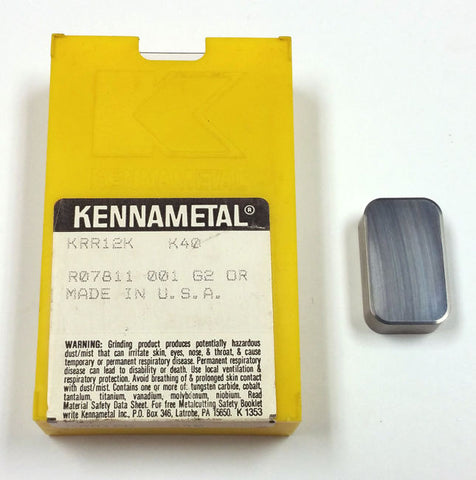 KENNAMETAL®
KRR12K K40
R07811 001 G2 OR
MADE IN U.S.A.
WARNING: Grinding product produces potentially hazardous
dust/mist that can irritate skin, eyes, nose, & throat, & cause
temporary or permanent respiratory disease. Permanent respiratory
disease can lead to disability or death. Use local ventilation &
respiratory protection. Avoid breathing of & prolonged skin contact
with dust/mist. Contains one or more of: tungsten carbide, cobalt,
tantalum, titanium, vanadium, molybdenum, niobium. Read
Material Safety Data Sheet. For free Metalcutting Safety Booklet
write Kennametal Inc., P.O. Box 346, Latrobe, PA 15650. K 1353